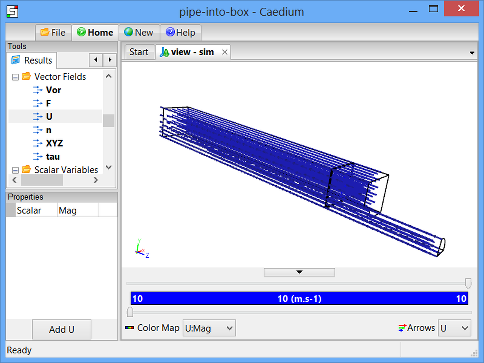 pipe-into-box - Caedium
File Home New Help
Tools
Results
Vector Fields
Vor
F
U
n
XYZ
tau
Scalar Variables
Properties
Scalar Mag
Add U
Start view - sim
Y
Z
10 10 (m.s-1) 10
Color Map U:Mag Arrows U
Ready